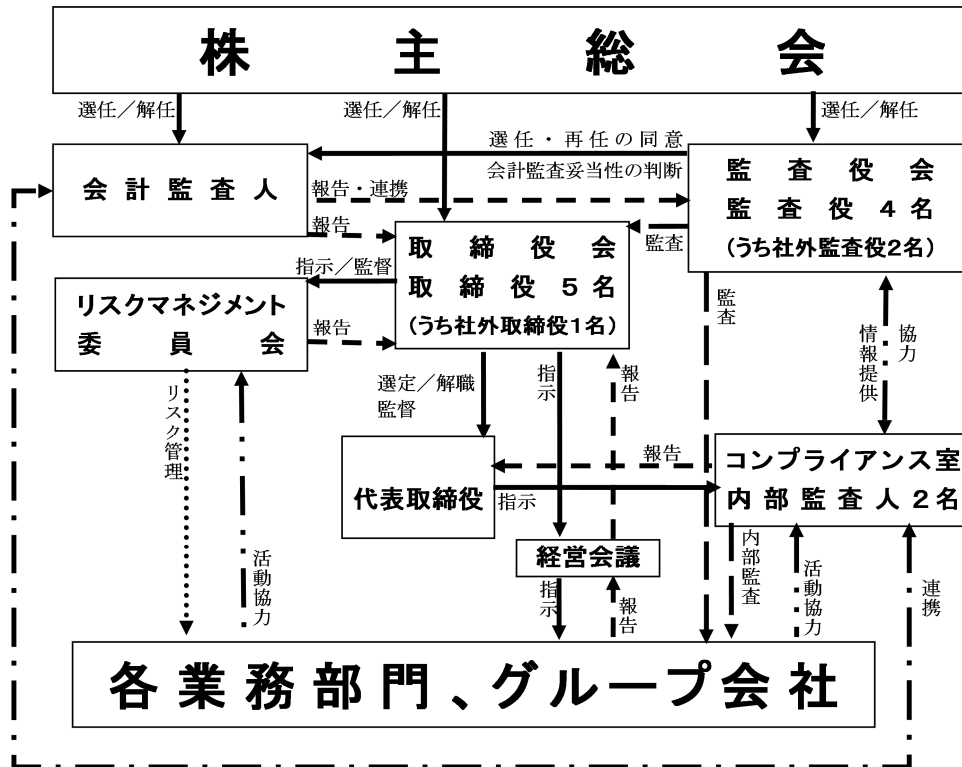 株主総会
選任／解任
選任／解任
選任／解任
選任・再任の同意
会計監査妥当性の判断
会計監査人
報告・連携
報告
監査役会
監査役４名
(うち社外監査役2名)
監査
取締役会
取締役５名
(うち社外取締役1名)
指示／監督
リスクマネジメント
委員会
報告
監査
協力
情報提供
選定／解職
監督
指示
報告
リスク管理
代表取締役
報告
指示
コンプライアンス室
内部監査人２名
経営会議
活動協力
指示
報告
内部監査
活動協力
連携
各業務部門、グループ会社